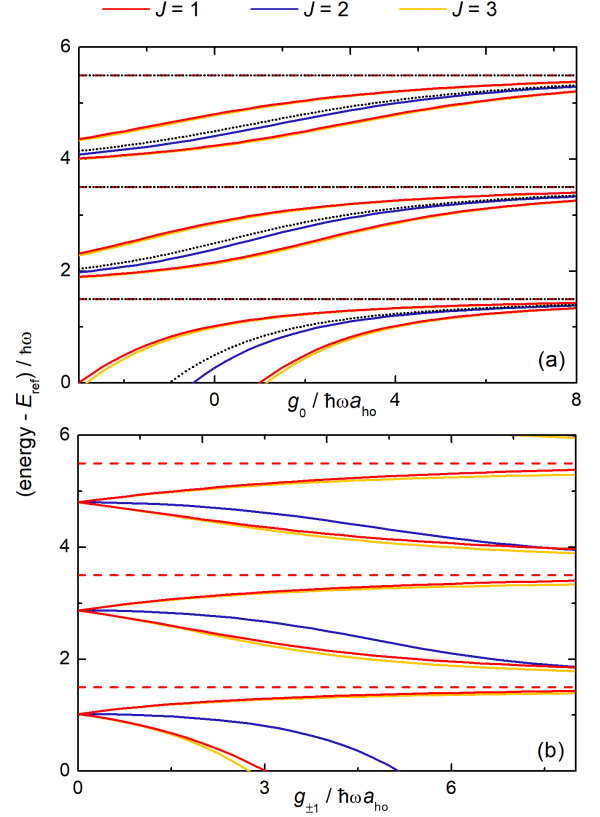 J = 1 J = 2 J = 3
6
4
2
0
0 4 8
(a)
g₀ / ħωaₕₒ
(energy - E_ref) / ħω
6
4
2
0
0 3 6
(b)
g±₁ / ħωaₕₒ